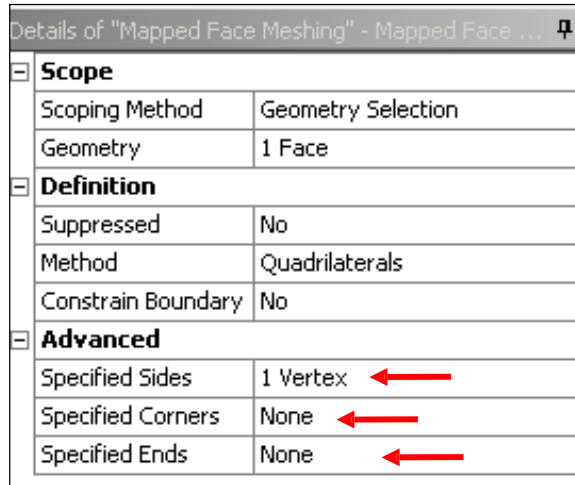 Details of "Mapped Face Meshing" - Mapped Face ...
Scope
Scoping Method Geometry Selection
Geometry 1 Face
Definition
Suppressed No
Method Quadrilaterals
Constrain Boundary No
Advanced
Specified Sides 1 Vertex
Specified Corners None
Specified Ends None